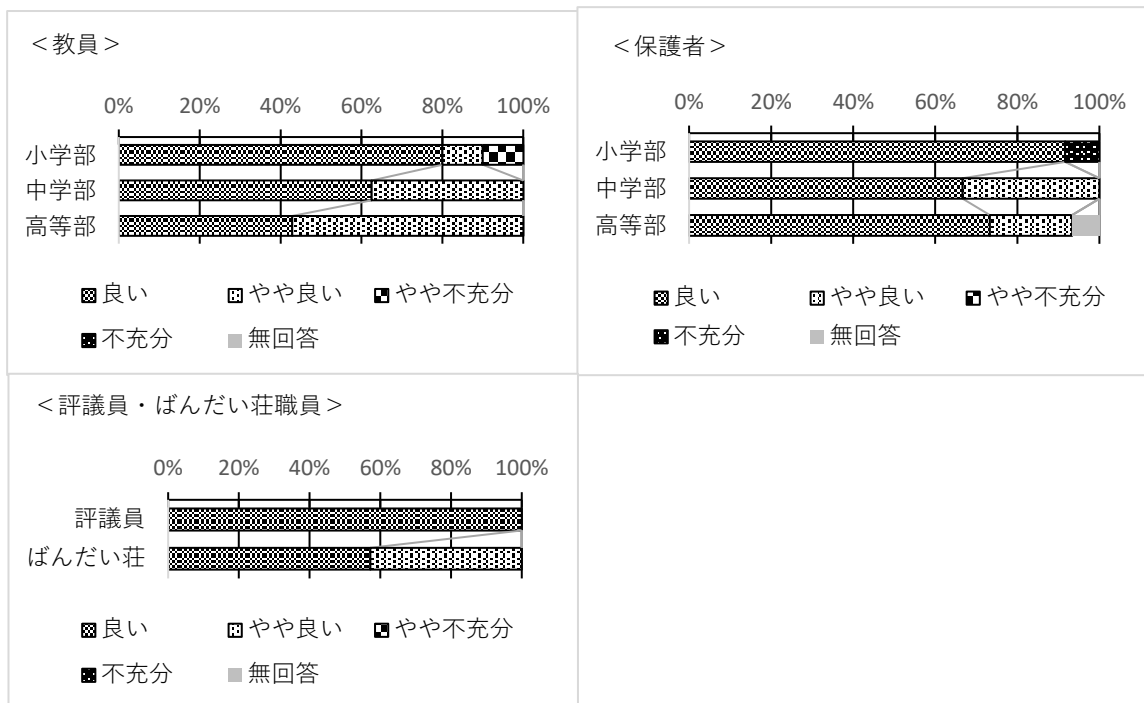 ＜教員＞
0% 20% 40% 60% 80% 100%
小学部
中学部
高等部
良い やや良い やや不充分
不充分 無回答
＜保護者＞
0% 20% 40% 60% 80% 100%
小学部
中学部
高等部
良い やや良い やや不充分
不充分 無回答
＜評議員・ばんだい荘職員＞
0% 20% 40% 60% 80% 100%
評議員
ばんだい荘
良い やや良い やや不充分
不充分 無回答